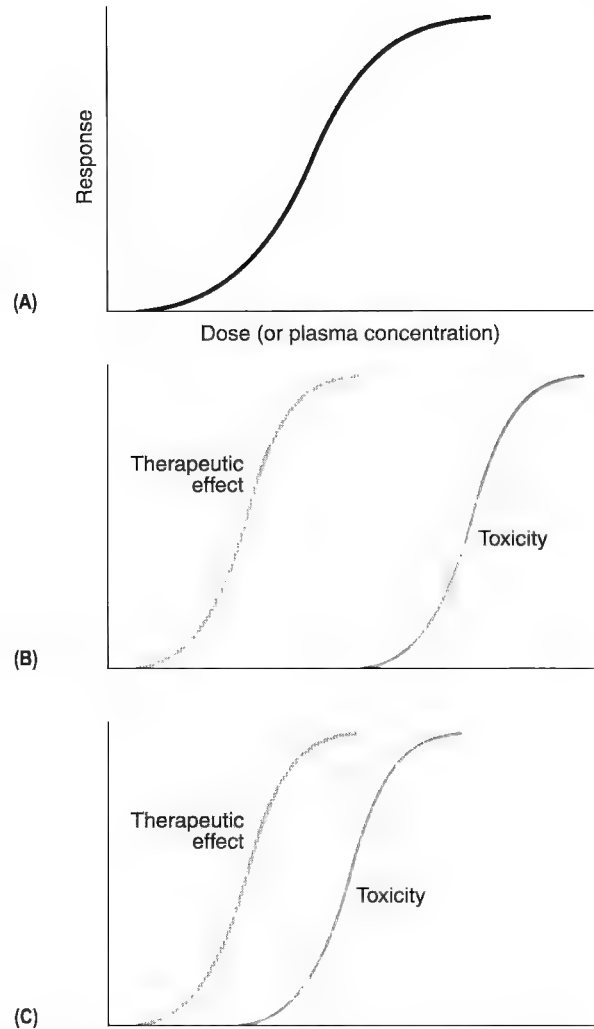 Response
(A)
Dose (or plasma concentration)
Therapeutic
effect
Toxicity
(B)
Therapeutic
effect
Toxicity
(C)